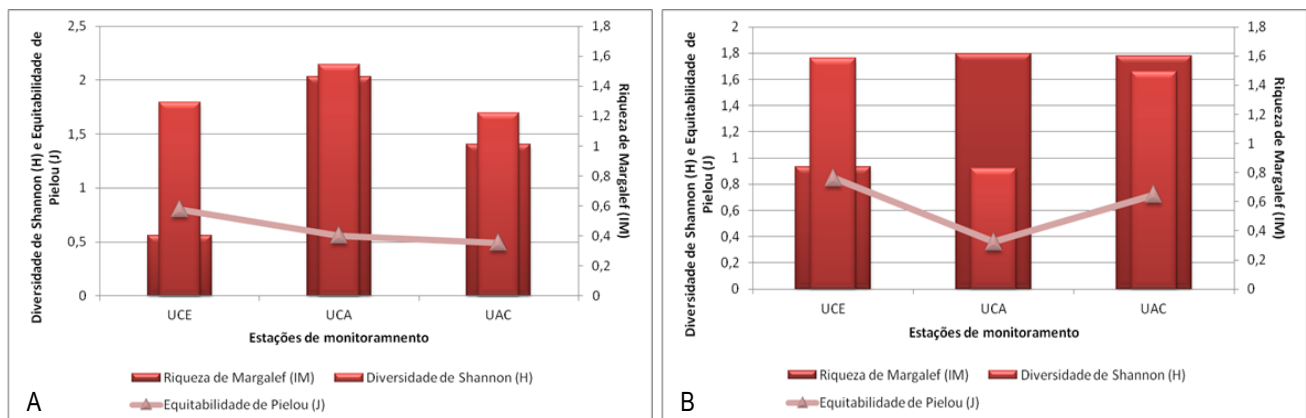 2,5
2
1,5
1
0,5
0
1,8
1,6
1,4
1,2
1
0,8
0,6
0,4
0,2
0
Diversidade de Shannon (H) e Equitabilidade de
Pielou (J)
Riqueza de Margalef (IM)
UCE UCA UAC
Estações de monitoramnento
Riqueza de Margalef (IM) Diversidade de Shannon (H)
Equitabilidade de Pielou (J)
A
2
1,8
1,6
1,4
1,2
1
0,8
0,6
0,4
0,2
0
1,8
1,6
1,4
1,2
1
0,8
0,6
0,4
0,2
0
Diversidade de Shannon (H) e Equitabilidade de
Pielou (J)
Riqueza de Margalef (IM)
UCE UCA UAC
Estações de monitoramento
Riqueza de Margalef (IM) Diversidade de Shannon (H)
Equitabilidade de Pielou (J)
B